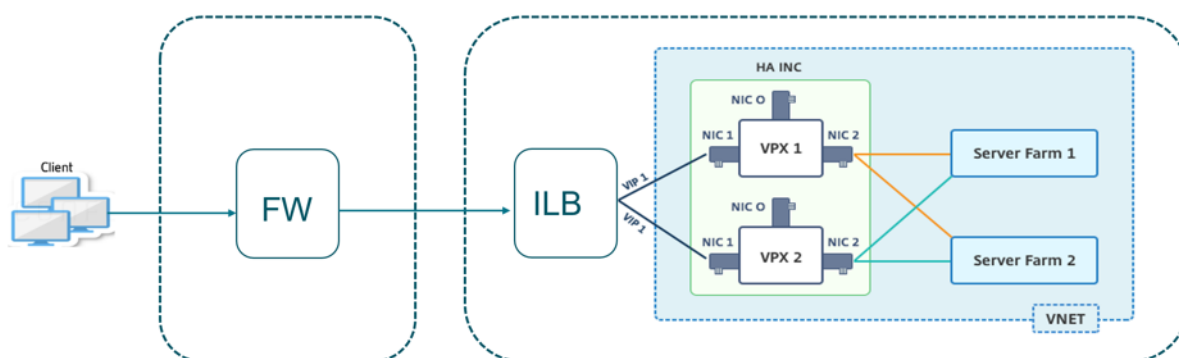 Client
FW
ILB
VIP 1
VIP 1
HA INC
NIC O
NIC 1
VPX 1
NIC 2
NIC O
NIC 1
VPX 2
NIC 2
Server Farm 1
Server Farm 2
VNET